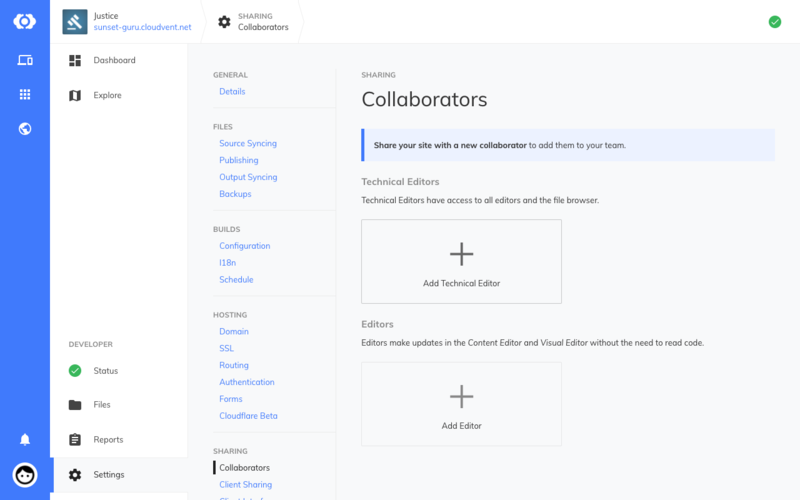 Justice
sunset-guru.cloudvent.net
SHARING
Collaborators
Dashboard
Explore
DEVELOPER
Status
Files
Reports
Settings
GENERAL
Details
FILES
Source Syncing
Publishing
Output Syncing
Backups
BUILDS
Configuration
I18n
Schedule
HOSTING
Domain
SSL
Routing
Authentication
Forms
Cloudflare Beta
SHARING
Collaborators
Client Sharing
SHARING
Collaborators
Share your site with a new collaborator to add them to your team.
Technical Editors
Technical Editors have access to all editors and the file browser.
Add Technical Editor
Editors
Editors make updates in the Content Editor and Visual Editor without the need to read code.
Add Editor